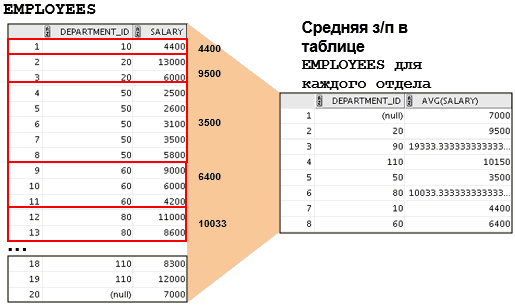 EMPLOYEES
DEPARTMENT_ID SALARY
1 10 4400
2 20 13000
3 20 6000
4 50 2500
5 50 2600
6 50 3100
7 50 3500
8 50 5800
9 60 9000
10 60 6000
11 60 4200
12 80 11000
13 80 8600
...
18 110 8300
19 110 12000
20 (null) 7000
4400
9500
3500
6400
10033
Средняя з/п в
таблице
EMPLOYEES для
каждого отдела
DEPARTMENT_ID AVG(SALARY)
1 (null) 7000
2 20 9500
3 90 19333.333333333333...
4 110 10150
5 50 3500
6 80 10033.333333333333...
7 10 4400
8 60 6400